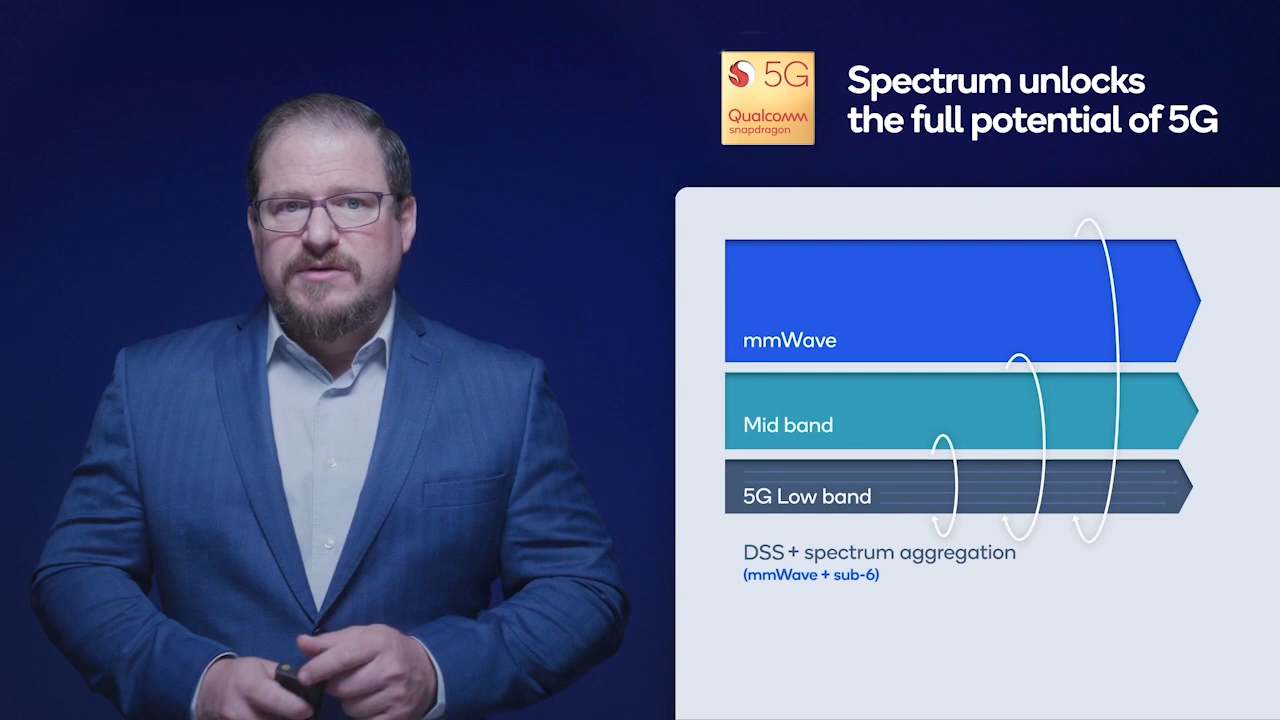 5G
Qualcomm
snapdragon
Spectrum unlocks
the full potential of 5G
mmWave
Mid band
5G Low band
DSS + spectrum aggregation
(mmWave + sub-6)